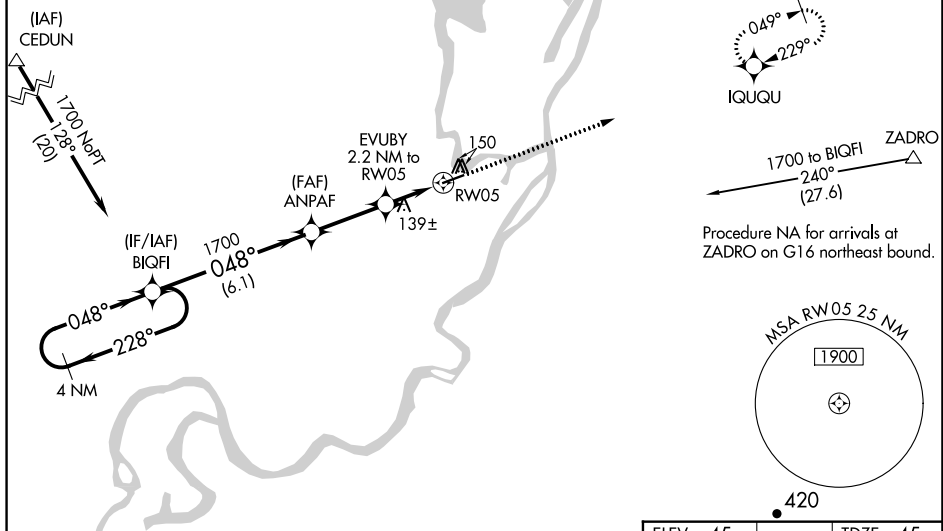 (IAF)
CEDUN
1700 NoPT
128°
(20)
049°
229°
IQUQU
EVUBY
2.2 NM to
RW05
150
RW05
139±
(FAF)
ANPAF
ZADRO
1700 to BIQFI
240°
(27.6)
Procedure NA for arrivals at
ZADRO on G16 northeast bound.
(IF/IAF)
BIQFI
1700
048°
(6.1)
048°
228°
4 NM
MSA RW05 25 NM
1900
420
ELEV 45
TDZE 45